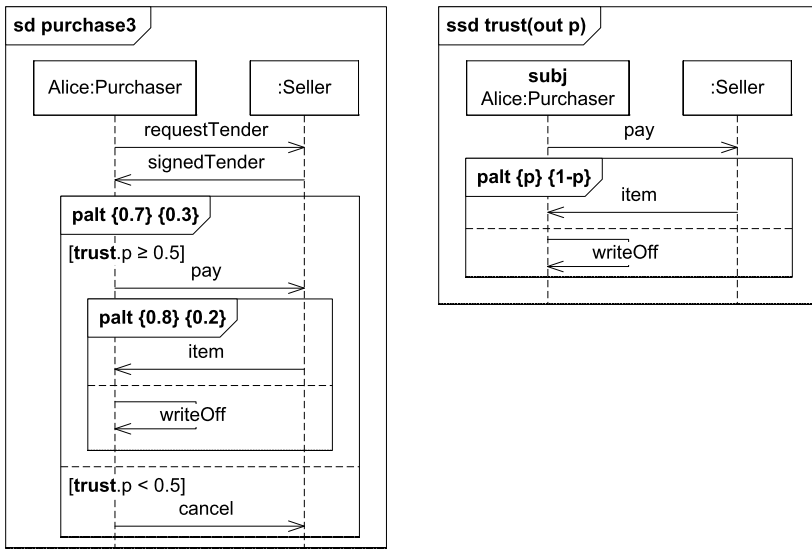 sd purchase3
Alice:Purchaser
:Seller
requestTender
signedTender
palt {0.7} {0.3}
[trust.p ≥ 0.5]
pay
palt {0.8} {0.2}
item
writeOff
[trust.p < 0.5]
cancel
ssd trust(out p)
subj
Alice:Purchaser
:Seller
pay
palt {p} {1-p}
item
writeOff